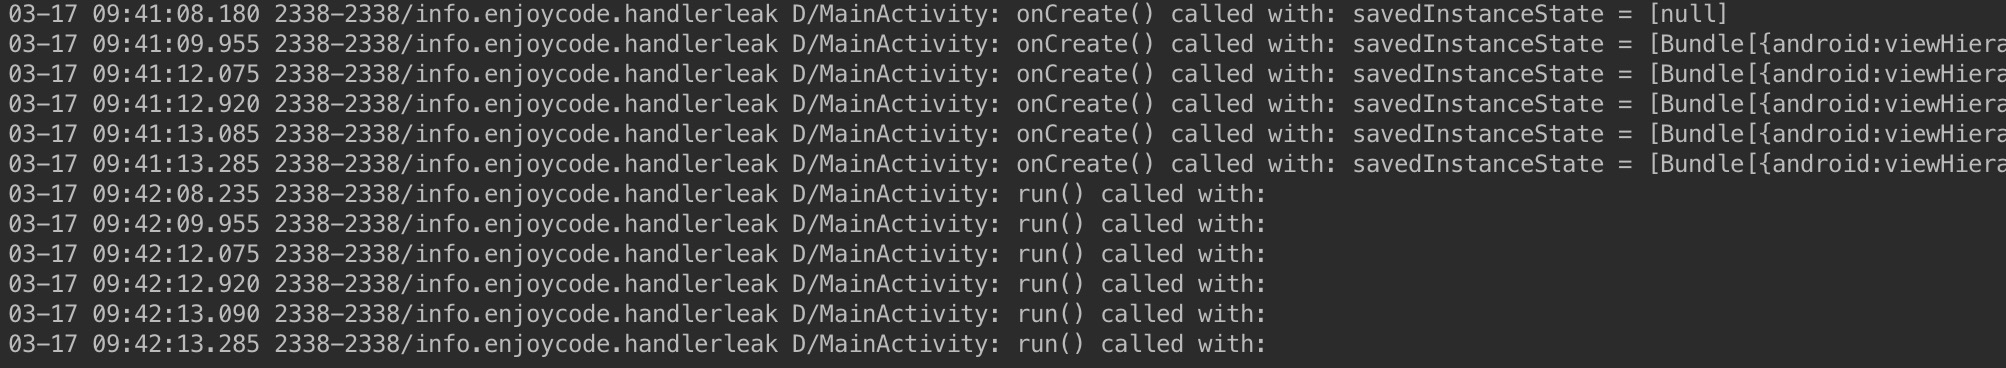 03-17 09:41:08.180 2338-2338/info.enjoycode.handlerleak D/MainActivity: onCreate() called with: savedInstanceState = [null]
03-17 09:41:09.955 2338-2338/info.enjoycode.handlerleak D/MainActivity: onCreate() called with: savedInstanceState = [Bundle[{android:viewHiera
03-17 09:41:12.075 2338-2338/info.enjoycode.handlerleak D/MainActivity: onCreate() called with: savedInstanceState = [Bundle[{android:viewHiera
03-17 09:41:12.920 2338-2338/info.enjoycode.handlerleak D/MainActivity: onCreate() called with: savedInstanceState = [Bundle[{android:viewHiera
03-17 09:41:13.085 2338-2338/info.enjoycode.handlerleak D/MainActivity: onCreate() called with: savedInstanceState = [Bundle[{android:viewHiera
03-17 09:41:13.285 2338-2338/info.enjoycode.handlerleak D/MainActivity: onCreate() called with: savedInstanceState = [Bundle[{android:viewHiera
03-17 09:42:08.235 2338-2338/info.enjoycode.handlerleak D/MainActivity: run() called with:
03-17 09:42:09.955 2338-2338/info.enjoycode.handlerleak D/MainActivity: run() called with:
03-17 09:42:12.075 2338-2338/info.enjoycode.handlerleak D/MainActivity: run() called with:
03-17 09:42:12.920 2338-2338/info.enjoycode.handlerleak D/MainActivity: run() called with:
03-17 09:42:13.090 2338-2338/info.enjoycode.handlerleak D/MainActivity: run() called with:
03-17 09:42:13.285 2338-2338/info.enjoycode.handlerleak D/MainActivity: run() called with: